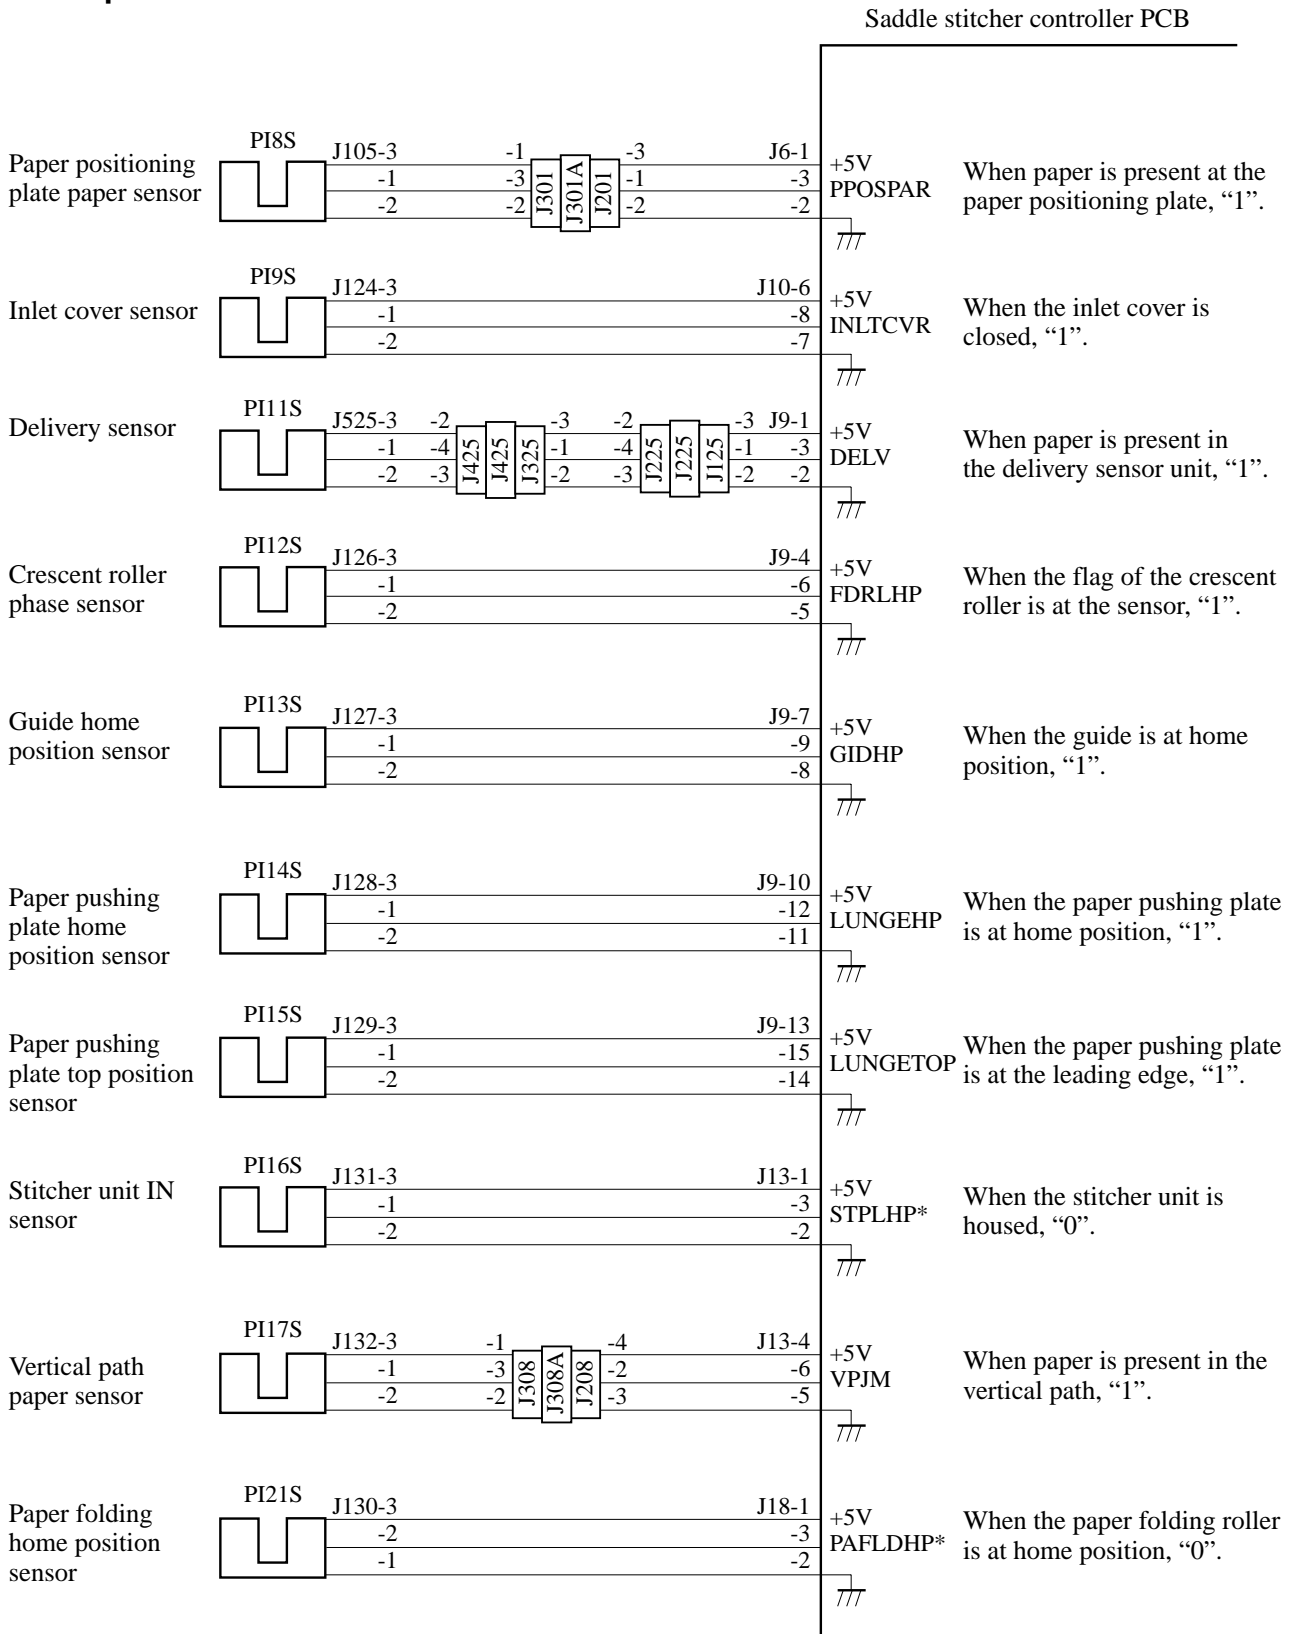 Saddle stitcher controller PCB
PI8S
Paper positioning
plate paper sensor
J105-3
-1
-2
-1
-3
-2
J301
J301A
J201
-3
-1
-2
J6-1
-3
-2
+5V
PPOSPAR
When paper is present at the
paper positioning plate, “1”.
PI9S
Inlet cover sensor
J124-3
-1
-2
J10-6
-8
-7
+5V
INLTCVR
When the inlet cover is
closed, “1”.
PI11S
Delivery sensor
J525-3
-1
-2
-2
-4
-3
J425
J425
J325
-3
-1
-2
-2
-4
-3
J225
J225
J125
-3
-1
-2
J9-1
-3
-2
+5V
DELV
When paper is present in
the delivery sensor unit, “1”.
PI12S
Crescent roller
phase sensor
J126-3
-1
-2
J9-4
-6
-5
+5V
FDRLHP
When the flag of the crescent
roller is at the sensor, “1”.
PI13S
Guide home
position sensor
J127-3
-1
-2
J9-7
-9
-8
+5V
GIDHP
When the guide is at home
position, “1”.
PI14S
Paper pushing
plate home
position sensor
J128-3
-1
-2
J9-10
-12
-11
+5V
LUNGEHP
When the paper pushing plate
is at home position, “1”.
PI15S
Paper pushing
plate top position
sensor
J129-3
-1
-2
J9-13
-15
-14
+5V
LUNGETOP
When the paper pushing plate
is at the leading edge, “1”.
PI16S
Stitcher unit IN
sensor
J131-3
-1
-2
J13-1
-3
-2
+5V
STPLHP*
When the stitcher unit is
housed, “0”.
PI17S
Vertical path
paper sensor
J132-3
-1
-2
-1
-3
-2
J308
J308A
J208
-4
-2
-3
J13-4
-6
-5
+5V
VPJM
When paper is present in the
vertical path, “1”.
PI21S
Paper folding
home position
sensor
J130-3
-2
-1
J18-1
-3
-2
+5V
PAFLDHP*
When the paper folding roller
is at home position, “0”.